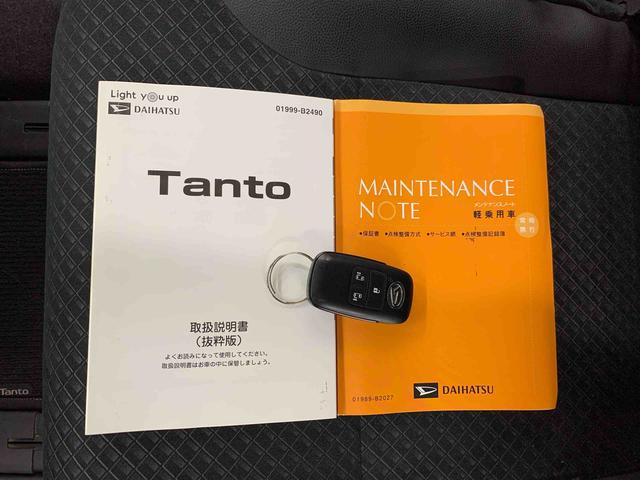 Light you up
DAIHATSU
01999-B2490
Tanto
取扱説明書
(抜粋版)
よくお読みになって使用してください。
取扱説明書はお車の中に保管しましょう。
MAINTENANCE
NOTE
メンテナンスノート
軽乗用車
●保証書 ●点検整備方式 ●サービス網 ●点検整備記録簿
DAIHATSU
01989-B2027
Tanto